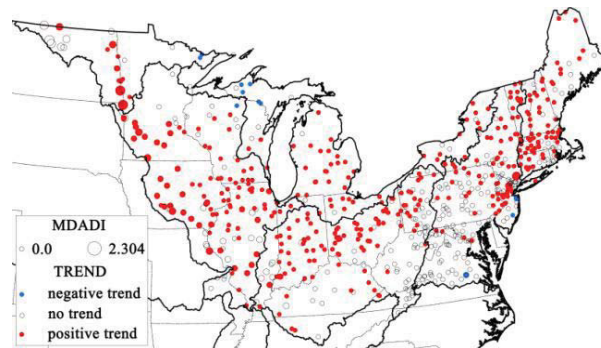 MDADI
0.0 2.304
TREND
negative trend
no trend
positive trend